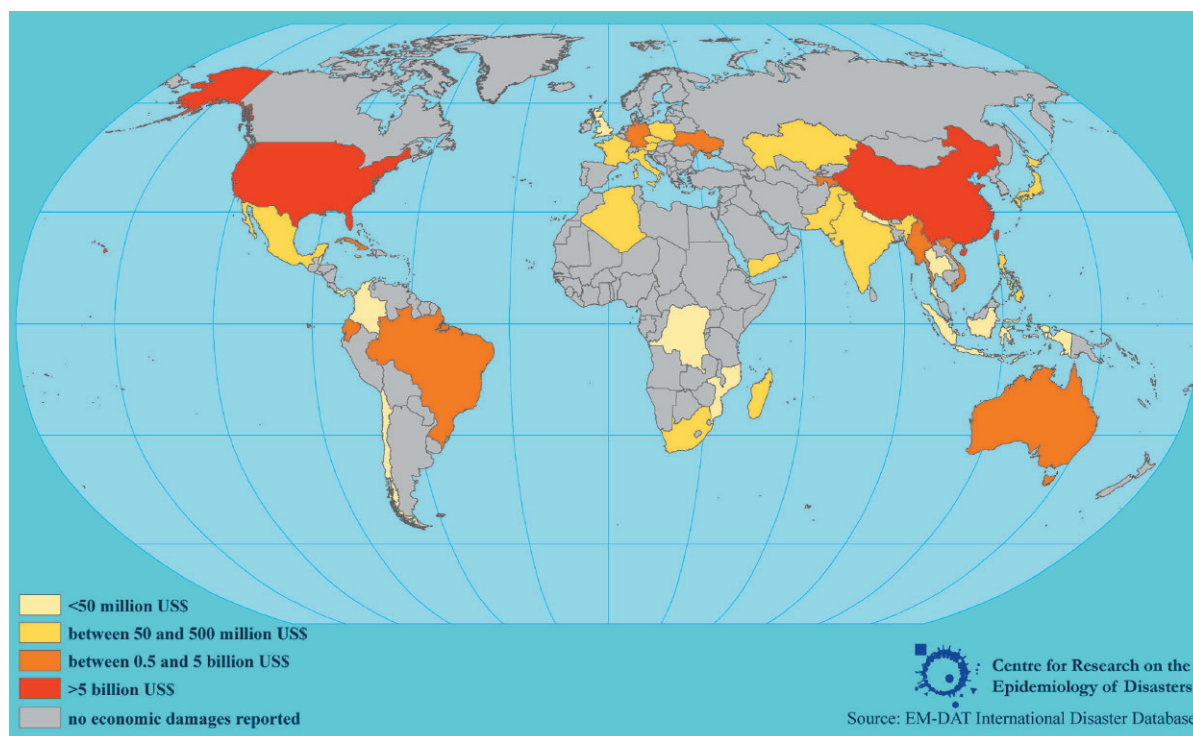 <50 million US$
between 50 and 500 million US$
between 0.5 and 5 billion US$
>5 billion US$
no economic damages reported
Centre for Research on the
Epidemiology of Disasters
Source: EM-DAT International Disaster Database